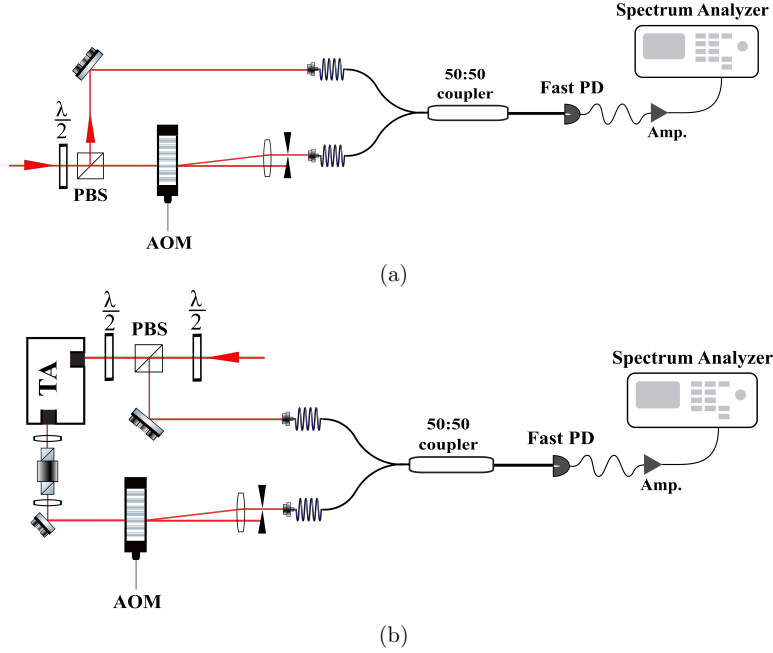 Spectrum Analyzer
50:50
coupler
Fast PD
Amp.
λ
2
PBS
AOM
(a)
λ
2
PBS
λ
2
TA
Spectrum Analyzer
50:50
coupler
Fast PD
Amp.
AOM
(b)